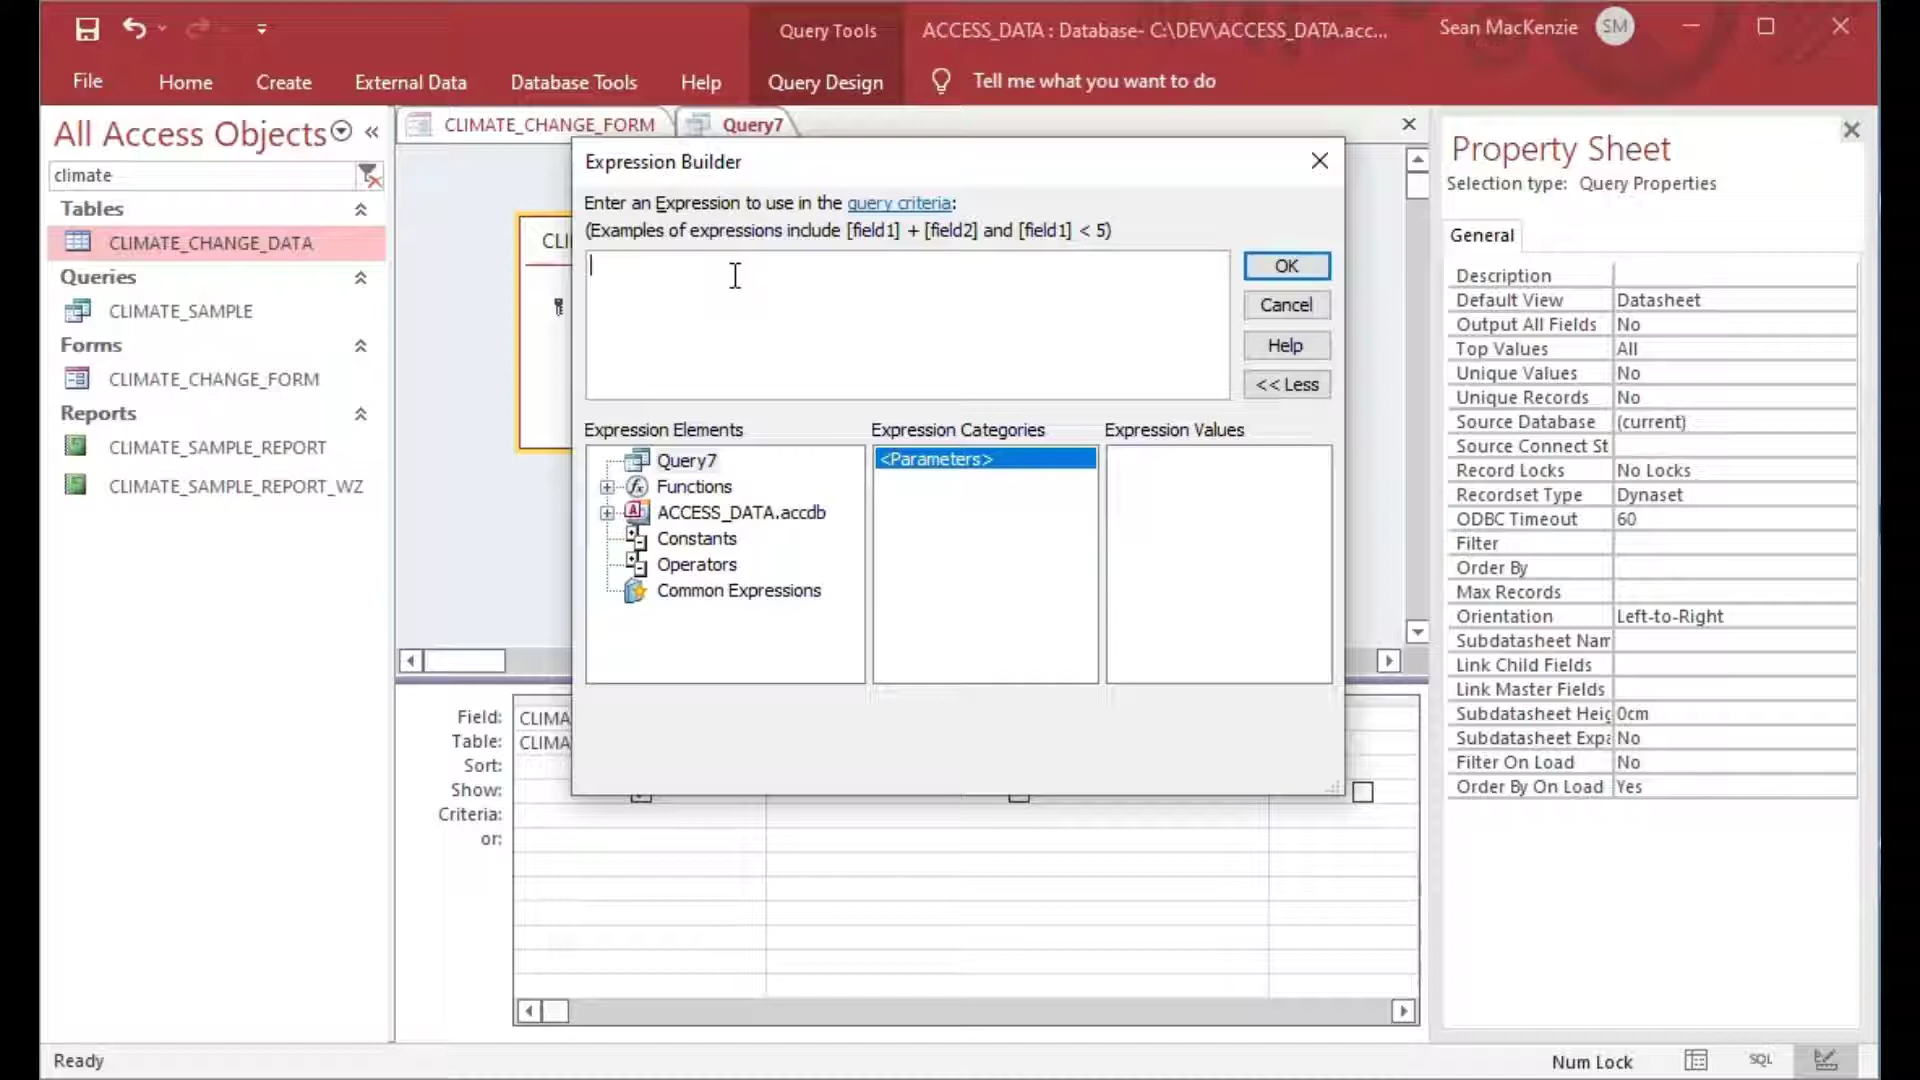 Query Tools
ACCESS_DATA : Database- C:\DEV\ACCESS_DATA.acc...
Sean MacKenzie
SM
File
Home
Create
External Data
Database Tools
Help
Query Design
Tell me what you want to do
All Access Objects
«
climate
Tables
CLIMATE_CHANGE_DATA
Queries
CLIMATE_SAMPLE
Forms
CLIMATE_CHANGE_FORM
Reports
CLIMATE_SAMPLE_REPORT
CLIMATE_SAMPLE_REPORT_WZ
CLIMATE_CHANGE_FORM
Query7
CLI
Expression Builder
Enter an Expression to use in the query criteria:
(Examples of expressions include [field1] + [field2] and [field1] < 5)
OK
Cancel
Help
<< Less
Expression Elements
Expression Categories
Expression Values
Query7
Functions
ACCESS_DATA.accdb
Constants
Operators
Common Expressions
<Parameters>
Field: CLIMA
Table: CLIMA
Sort:
Show:
Criteria:
or:
Property Sheet
Selection type: Query Properties
General
Description
Default View Datasheet
Output All Fields No
Top Values All
Unique Values No
Unique Records No
Source Database (current)
Source Connect St
Record Locks No Locks
Recordset Type Dynaset
ODBC Timeout 60
Filter
Order By
Max Records
Orientation Left-to-Right
Subdatasheet Nam
Link Child Fields
Link Master Fields
Subdatasheet Heig 0cm
Subdatasheet Expa No
Filter On Load No
Order By On Load Yes
Ready
Num Lock
SQL